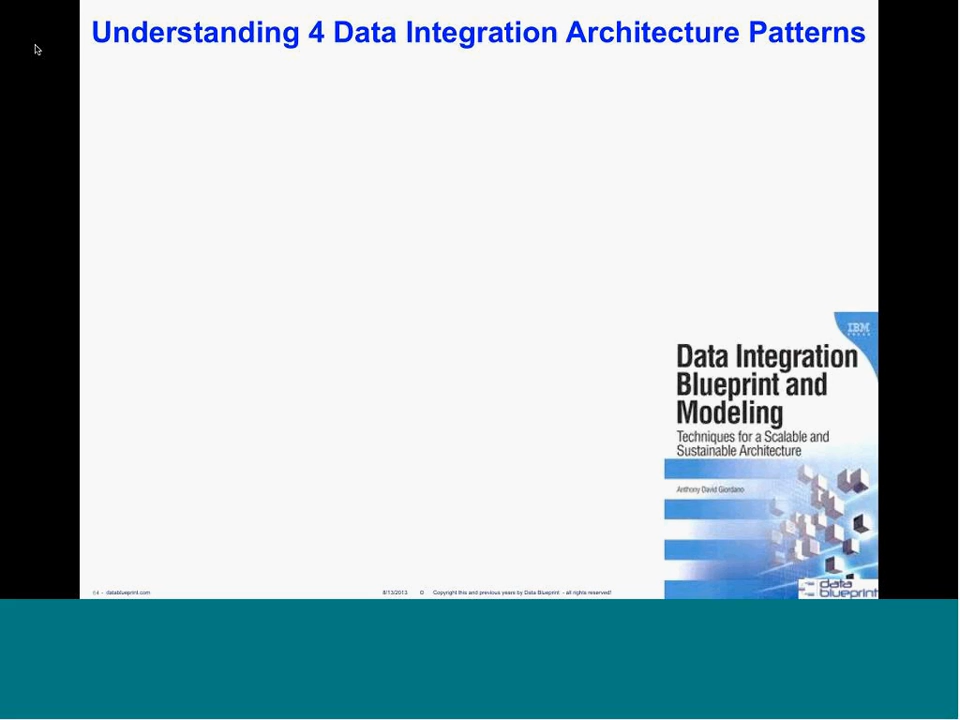 Understanding 4 Data Integration Architecture Patterns
IBM
PRESS
Data Integration
Blueprint and
Modeling
Techniques for a Scalable and
Sustainable Architecture
Anthony David Giordano
data
blueprint
64 - datablueprint.com 8/13/2013 © Copyright this and previous years by Data Blueprint - all rights reserved!